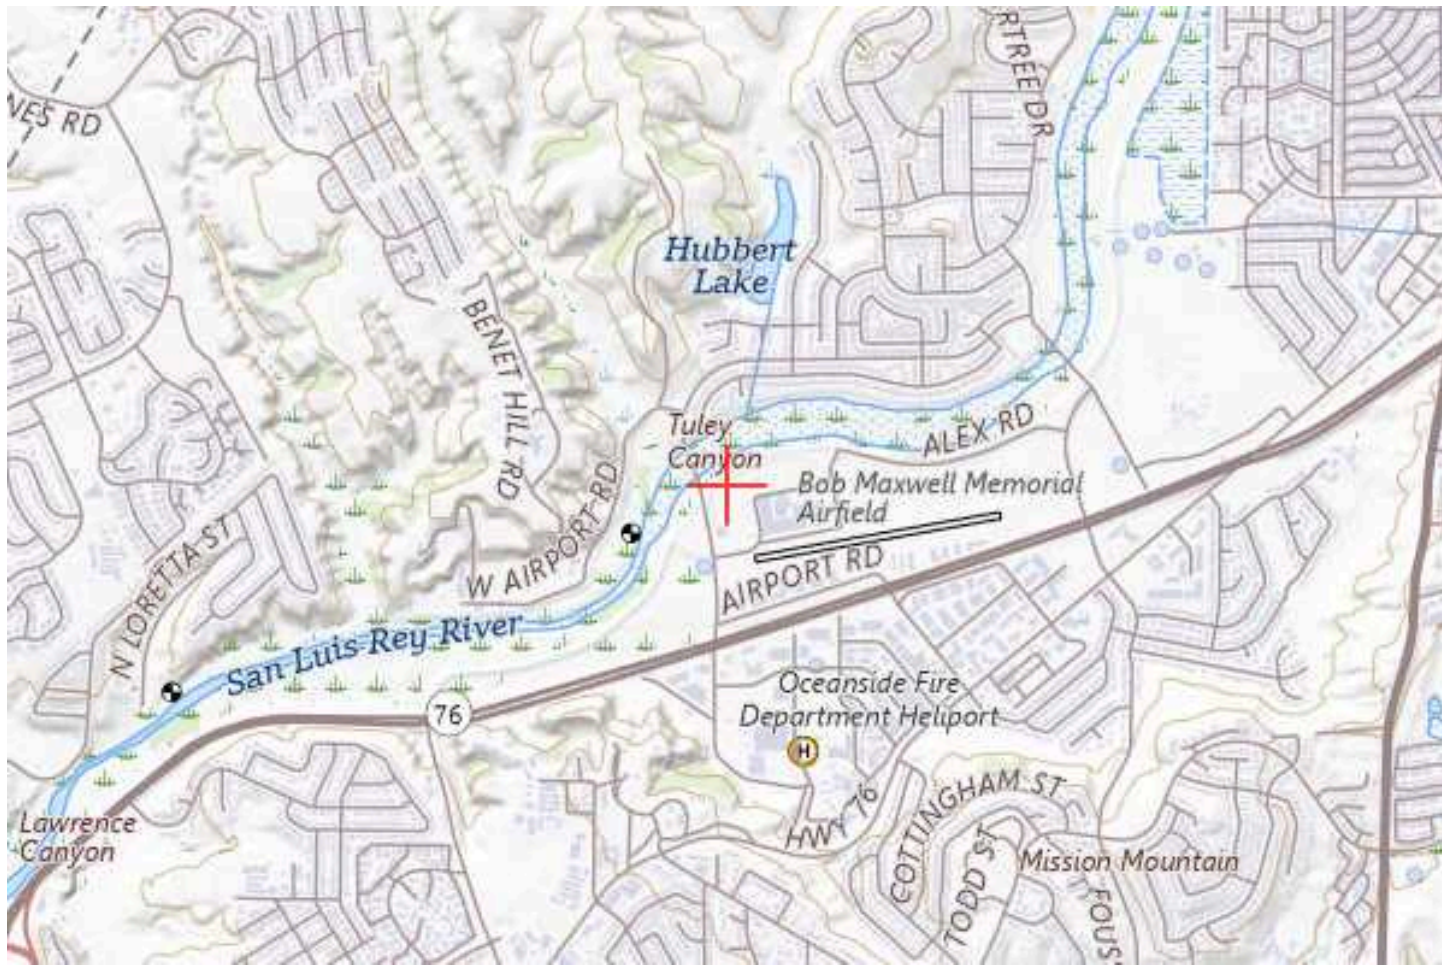 NES RD
RTREE DR
Hubbert
Lake
BENET HILL RD
Tuley
Canyon
ALEX RD
Bob Maxwell Memorial
Airfield
W AIRPORT RD
AIRPORT RD
N LORETTA ST
San Luis Rey River
76
Oceanside Fire
Department Heliport
H
HWY 76
COTTINGHAM ST
Lawrence
Canyon
TODD ST
Mission Mountain
FOUSS